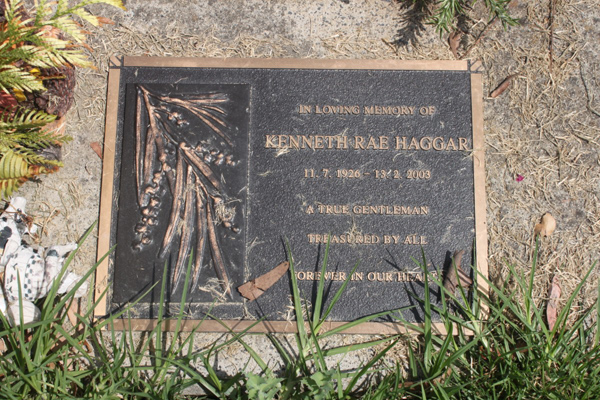 IN LOVING MEMORY OF
KENNETH RAE HAGGAR
11. 7. 1926 - 13. 2. 2003
A TRUE GENTLEMAN
TREASURED BY ALL
FOREVER IN OUR